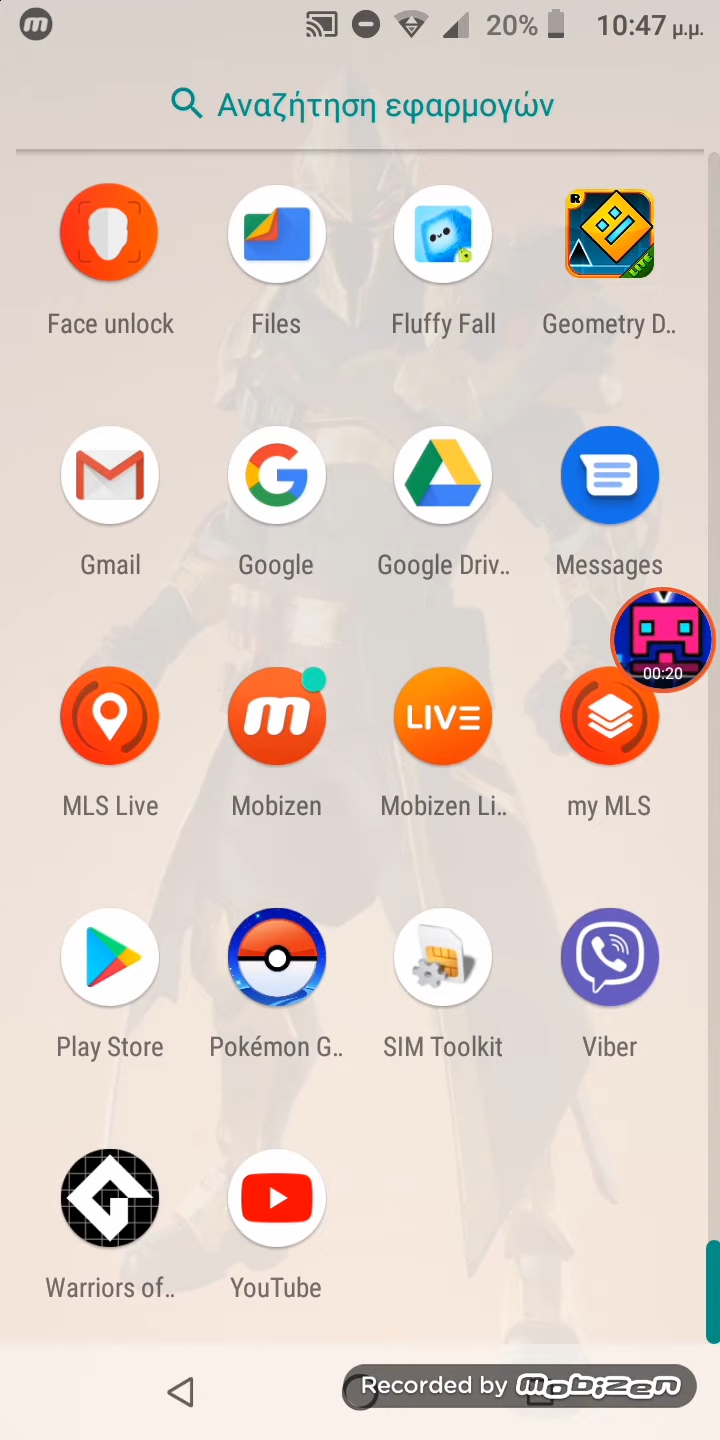 20% 10:47 μ.μ.
Αναζήτηση εφαρμογών
Face unlock Files Fluffy Fall Geometry D..
R
LITE
Gmail Google Google Driv.. Messages
00:20
m LIVE
MLS Live Mobizen Mobizen Li.. my MLS
Play Store Pokémon G.. SIM Toolkit Viber
Warriors of.. YouTube
Recorded by mobizen